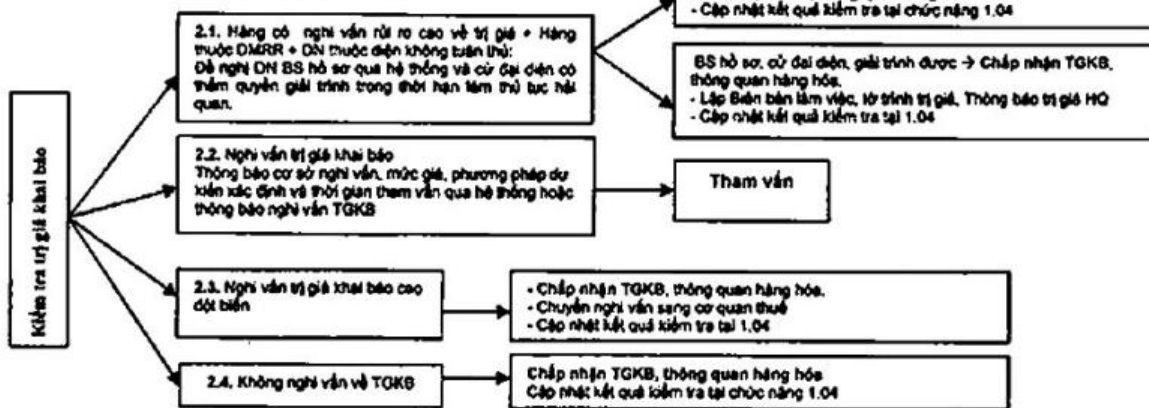 - Cập nhật kết quả kiểm tra tại chức năng 1.04
2.1. Hàng có nghi vấn rủi ro cao về trị giá + Hàng
thuộc DMRR + DN thuộc diện không tuân thủ:
Đề nghị DN BS hồ sơ qua hệ thống và cử đại diện có
thẩm quyền giải trình trong thời hạn làm thủ tục hải
quan.
BS hồ sơ, cử đại diện, giải trình được → Chấp nhận TGKB,
thông quan hàng hóa.
- Lập Biên bản làm việc, tờ trình trị giá, Thông báo trị giá HQ
- Cập nhật kết quả kiểm tra tại 1.04
Kiểm tra trị giá khai báo
2.2. Nghi vấn trị giá khai báo
Thông báo cơ sở nghi vấn, mức giá, phương pháp dự
kiến xác định và thời gian tham vấn qua hệ thống hoặc
thông báo nghi vấn TGKB
Tham vấn
2.3. Nghi vấn trị giá khai báo cao
đột biến
- Chấp nhận TGKB, thông quan hàng hóa.
- Chuyển nghi vấn sang cơ quan thuế
- Cập nhật kết quả kiểm tra tại 1.04
2.4. Không nghi vấn về TGKB
Chấp nhận TGKB, thông quan hàng hóa
Cập nhật kết quả kiểm tra tại chức năng 1.04